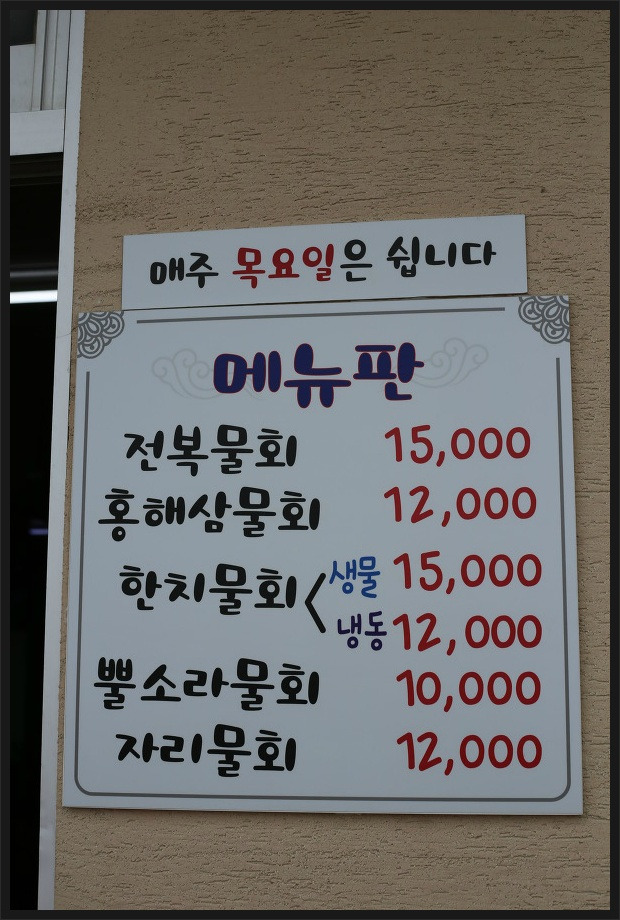 매주 목요일은 쉽니다
메뉴판
전복물회 15,000
홍해삼물회 12,000
한치물회 < 생물 15,000
냉동 12,000
뿔소라물회 10,000
자리물회 12,000